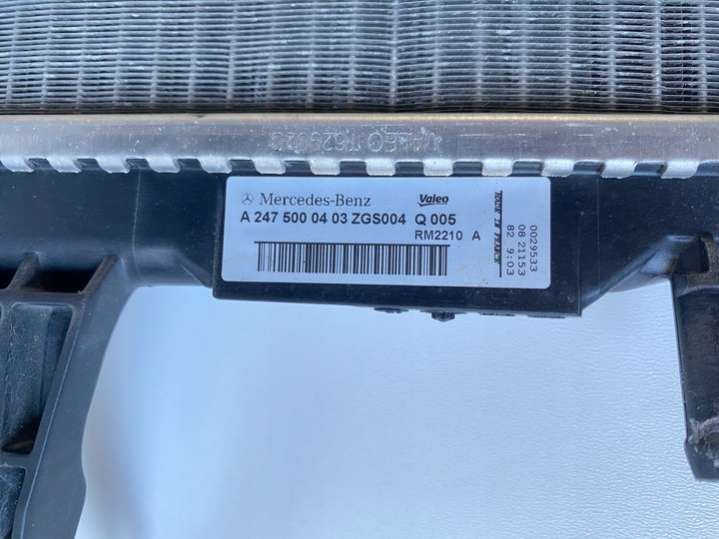 Mercedes-Benz Valeo
A 247 500 04 03 ZGS004 Q 005
RM2210 A
0029533
08 21153
82 9:03